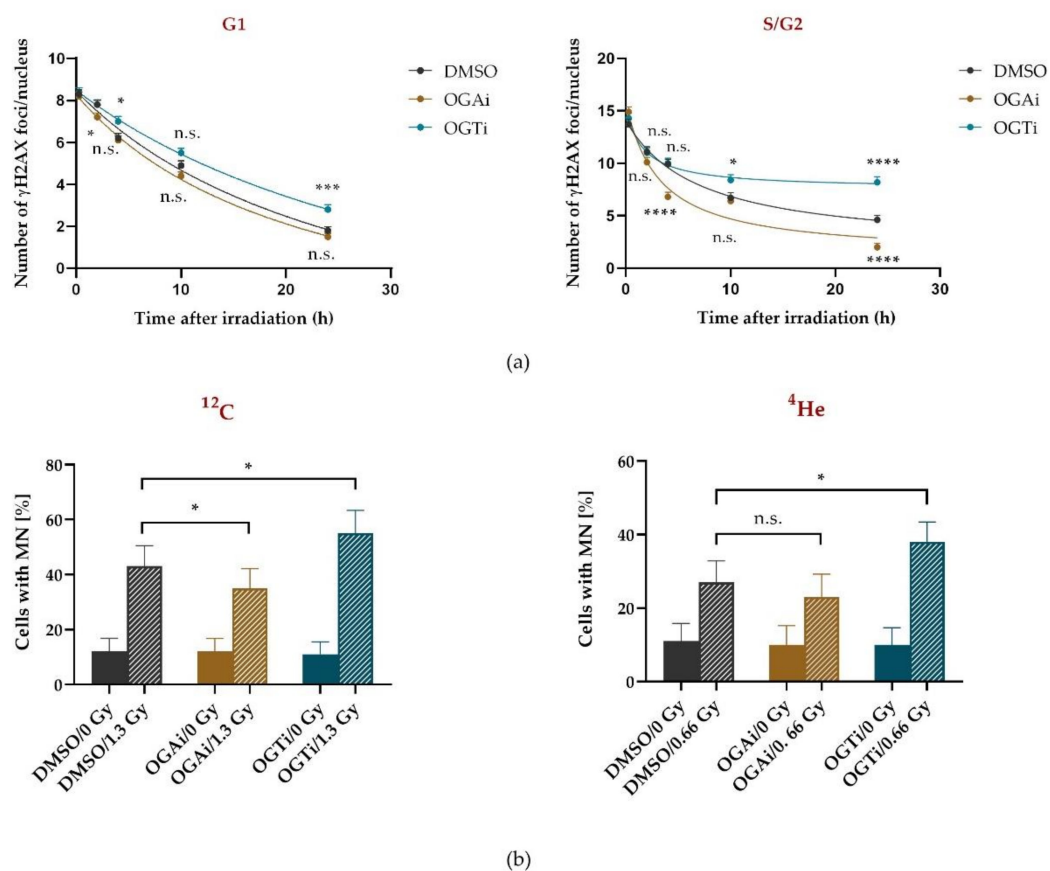 G1
Number of γH2AX foci/nucleus
10
8
6
4
2
0
0
10
20
30
Time after irradiation (h)
*
n.s.
*
n.s.
n.s.
***
n.s.
DMSO
OGAi
OGTi
S/G2
Number of γH2AX foci/nucleus
20
15
10
5
0
0
10
20
30
Time after irradiation (h)
n.s.
n.s.
*
****
n.s.
****
n.s.
****
DMSO
OGAi
OGTi
(a)
¹²C
Cells with MN [%]
80
60
40
20
0
*
*
DMSO/0 Gy
DMSO/1.3 Gy
OGAi/0 Gy
OGAi/1.3 Gy
OGTi/0 Gy
OGTi/1.3 Gy
⁴He
Cells with MN [%]
60
40
20
0
*
n.s.
DMSO/0 Gy
DMSO/0.66 Gy
OGAi/0 Gy
OGAi/0. 66 Gy
OGTi/0 Gy
OGTi/0.66 Gy
(b)